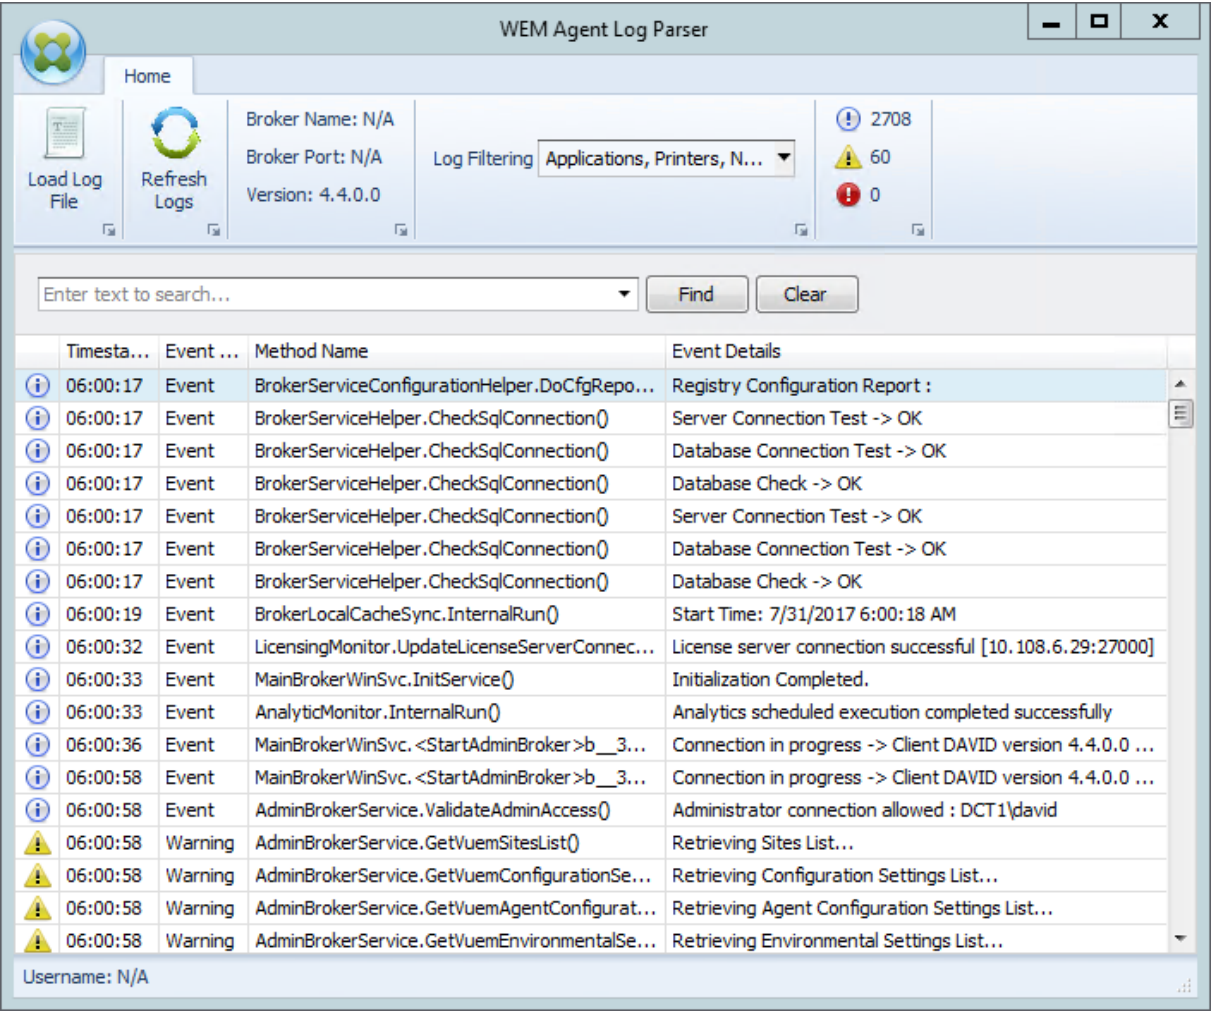 WEM Agent Log Parser
Home
Load Log File
Refresh Logs
Broker Name: N/A
Broker Port: N/A
Version: 4.4.0.0
Log Filtering Applications, Printers, N...
2708
60
0
Enter text to search...
Find
Clear
Timesta... Event ... Method Name Event Details
06:00:17 Event BrokerServiceConfigurationHelper.DoCfgRepo... Registry Configuration Report :
06:00:17 Event BrokerServiceHelper.CheckSqlConnection() Server Connection Test -> OK
06:00:17 Event BrokerServiceHelper.CheckSqlConnection() Database Connection Test -> OK
06:00:17 Event BrokerServiceHelper.CheckSqlConnection() Database Check -> OK
06:00:17 Event BrokerServiceHelper.CheckSqlConnection() Server Connection Test -> OK
06:00:17 Event BrokerServiceHelper.CheckSqlConnection() Database Connection Test -> OK
06:00:17 Event BrokerServiceHelper.CheckSqlConnection() Database Check -> OK
06:00:19 Event BrokerLocalCacheSync.InternalRun() Start Time: 7/31/2017 6:00:18 AM
06:00:32 Event LicensingMonitor.UpdateLicenseServerConnec... License server connection successful [10.108.6.29:27000]
06:00:33 Event MainBrokerWinSvc.InitService() Initialization Completed.
06:00:33 Event AnalyticMonitor.InternalRun() Analytics scheduled execution completed successfully
06:00:36 Event MainBrokerWinSvc.<StartAdminBroker>b__3... Connection in progress -> Client DAVID version 4.4.0.0 ...
06:00:58 Event MainBrokerWinSvc.<StartAdminBroker>b__3... Connection in progress -> Client DAVID version 4.4.0.0 ...
06:00:58 Event AdminBrokerService.ValidateAdminAccess() Administrator connection allowed : DCT1\david
06:00:58 Warning AdminBrokerService.GetVuemSitesList() Retrieving Sites List...
06:00:58 Warning AdminBrokerService.GetVuemConfigurationSe... Retrieving Configuration Settings List...
06:00:58 Warning AdminBrokerService.GetVuemAgentConfigurat... Retrieving Agent Configuration Settings List...
06:00:58 Warning AdminBrokerService.GetVuemEnvironmentalSe... Retrieving Environmental Settings List...
Username: N/A